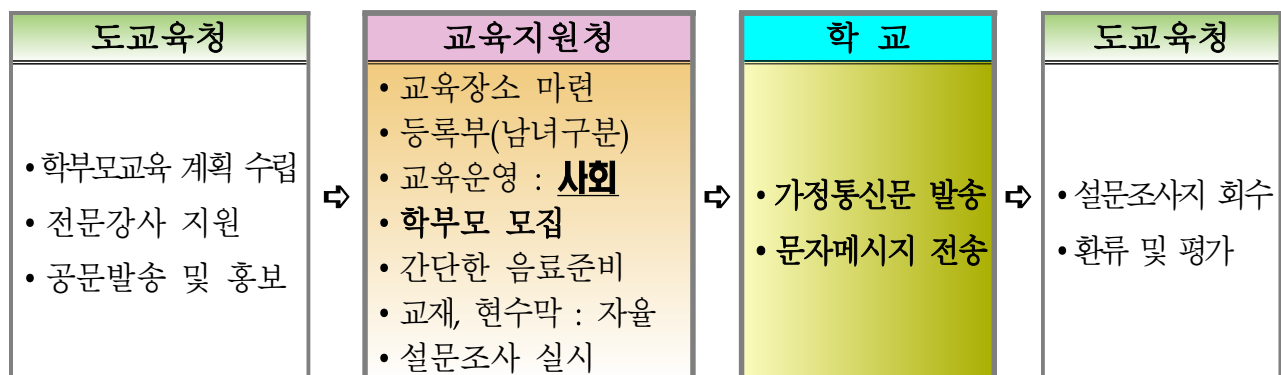 도교육청
•학부모교육 계획 수립
• 전문강사 지원
• 공문발송 및 홍보
⇨
교육지원청
• 교육장소 마련
• 등록부(남녀구분)
• 교육운영 : 사회
• 학부모 모집
• 간단한 음료준비
• 교재, 현수막 : 자율
• 설문조사 실시
⇨
학 교
• 가정통신문 발송
• 문자메시지 전송
⇨
도교육청
• 설문조사지 회수
• 환류 및 평가